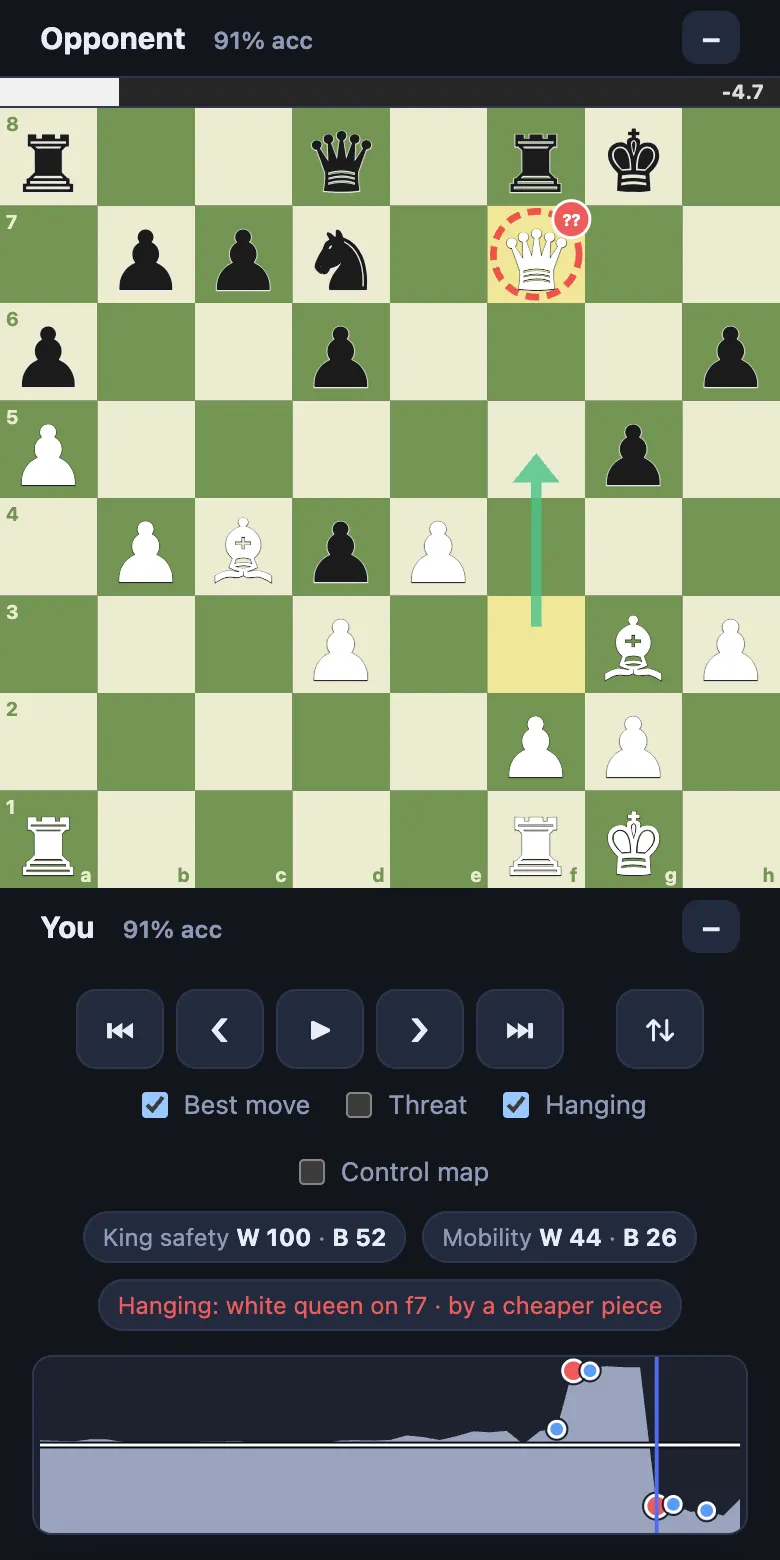 Opponent 91% acc –
-4.7
8
7
??
6
5
4
3
2
1
a b c d e f g h
You 91% acc –
Best move Threat Hanging
Control map
King safety W 100 · B 52 Mobility W 44 · B 26
Hanging: white queen on f7 · by a cheaper piece